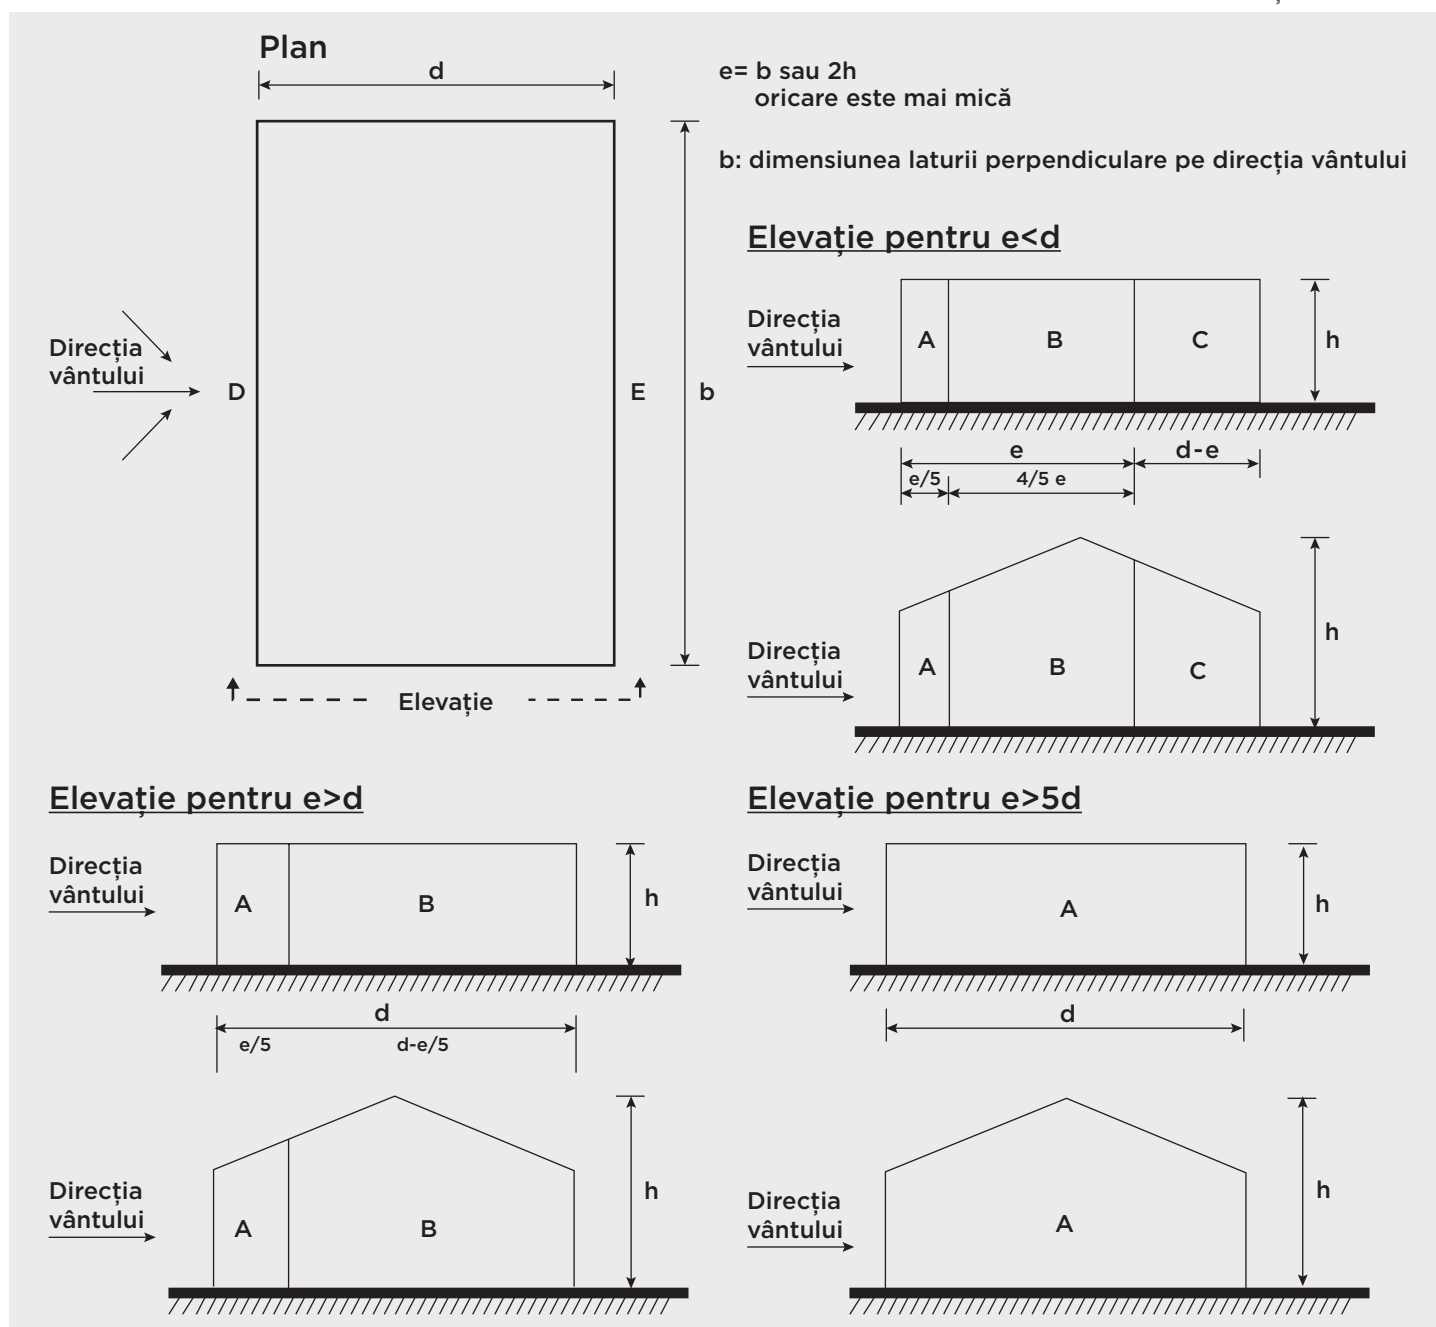 Plan
d
e= b sau 2h
oricare este mai mică
b: dimensiunea laturii perpendiculare pe direcția vântului
Direcția
vântului
D
E
b
Elevație
Elevație pentru e<d
Direcția
vântului
A
B
C
h
e
d-e
e/5
4/5 e
Direcția
vântului
A
B
C
h
Elevație pentru e>d
Direcția
vântului
A
B
h
d
e/5
d-e/5
Direcția
vântului
A
B
h
Elevație pentru e>5d
Direcția
vântului
A
h
d
Direcția
vântului
A
h